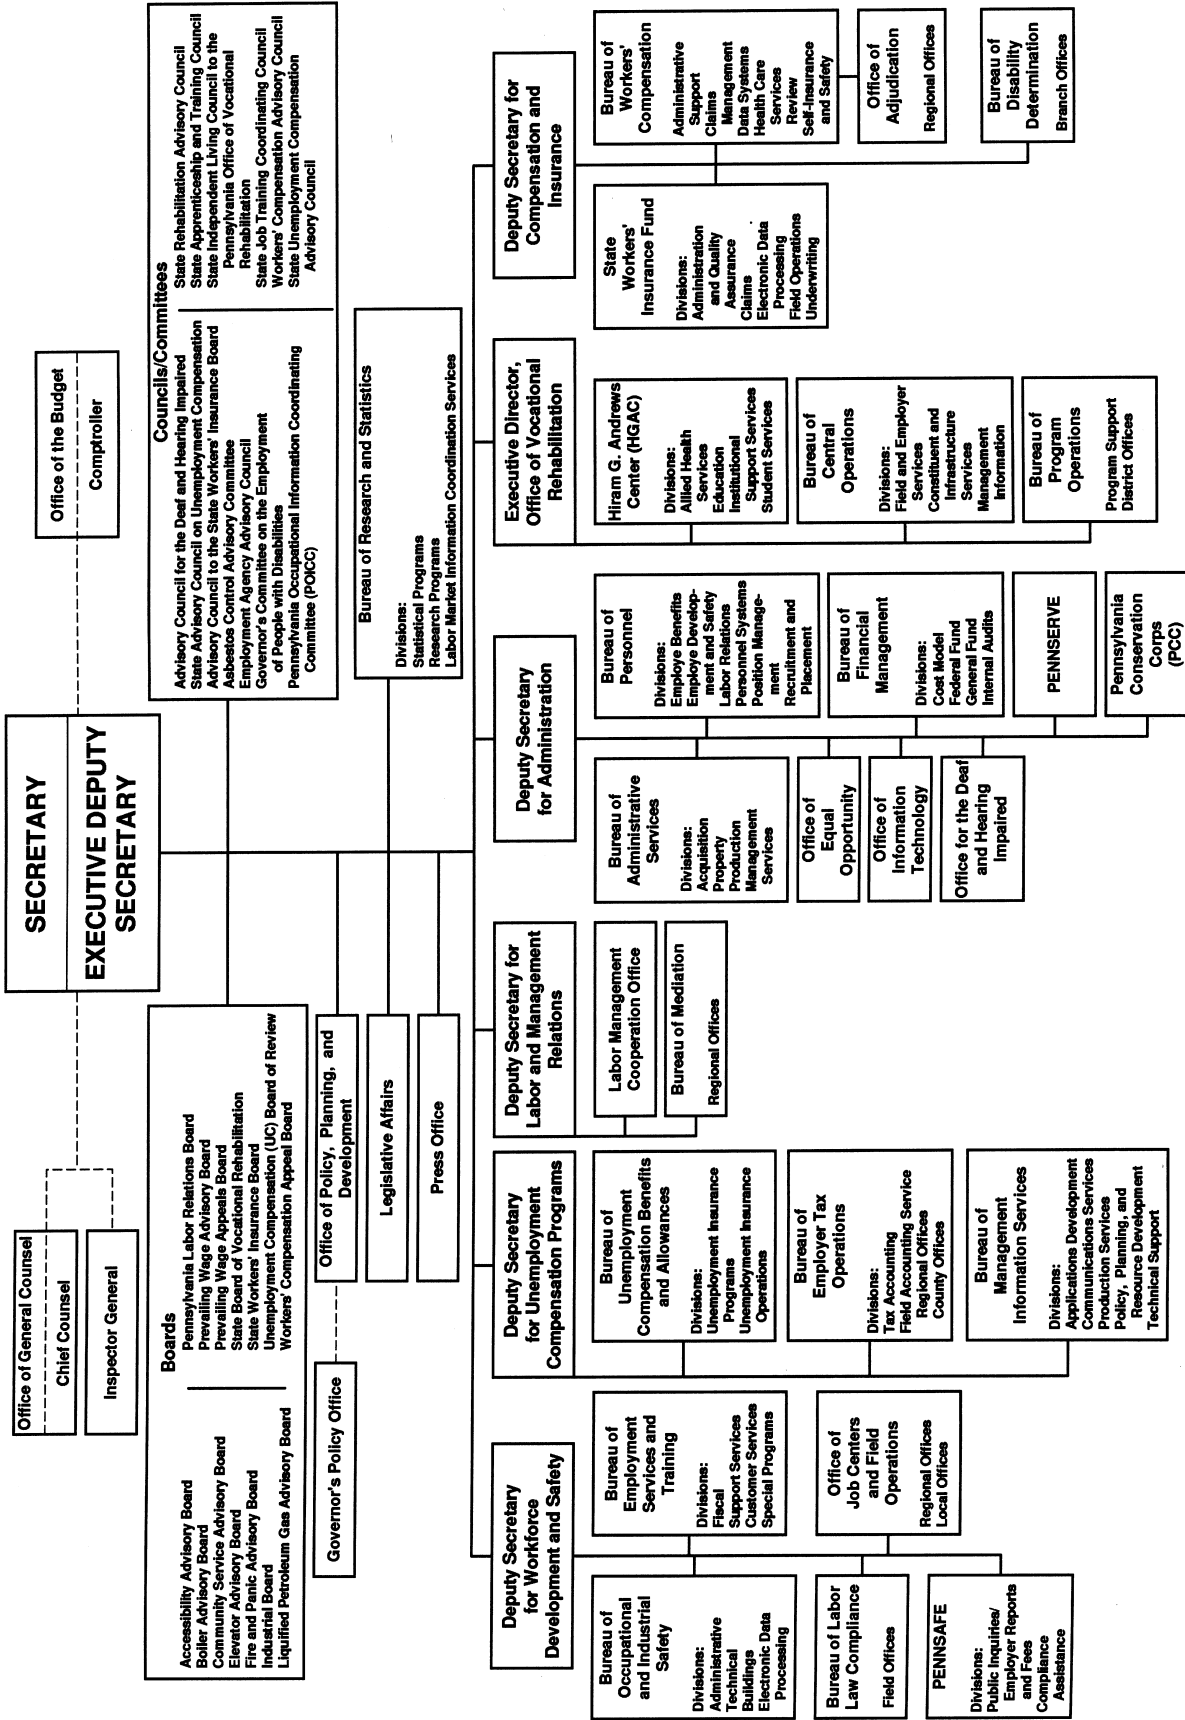 SECRETARY
EXECUTIVE DEPUTY
SECRETARY
Office of General Counsel
Chief Counsel
Inspector General
Office of the Budget
Comptroller
Boards
Accessibility Advisory Board
Boiler Advisory Board
Community Service Advisory Board
Elevator Advisory Board
Fire and Panic Advisory Board
Industrial Board
Liquified Petroleum Gas Advisory Board
Pennsylvania Labor Relations Board
Prevailing Wage Advisory Board
Prevailing Wage Appeals Board
State Board of Vocational Rehabilitation
State Workers' Insurance Board
Unemployment Compensation (UC) Board of Review
Workers' Compensation Appeal Board
Councils/Committees
Advisory Council for the Deaf and Hearing Impaired
State Advisory Council on Unemployment Compensation
Advisory Council to the State Workers' Insurance Board
Asbestos Control Advisory Committee
Employment Agency Advisory Council
Governor's Committee on the Employment
of People with Disabilities
Pennsylvania Occupational Information Coordinating
Committee (POICC)
State Rehabilitation Advisory Council
State Apprenticeship and Training Council
State Independent Living Council to the
Pennsylvania Office of Vocational
Rehabilitation
State Job Training Coordinating Council
Workers' Compensation Advisory Council
State Unemployment Compensation
Advisory Council
Governor's Policy Office
Office of Policy, Planning, and
Development
Legislative Affairs
Press Office
Bureau of Research and Statistics
Divisions:
Statistical Programs
Research Programs
Labor Market Information Coordination Services
Deputy Secretary
for Workforce
Development and Safety
Bureau of
Occupational
and Industrial
Safety
Divisions:
Administrative
Technical
Buildings
Electronic Data
Processing
Bureau of Labor
Law Compliance
Field Offices
PENNSAFE
Divisions:
Public Inquiries/
Employer Reports
and Fees
Compliance
Assistance
Bureau of
Employment
Services and
Training
Divisions:
Fiscal
Support Services
Customer Services
Special Programs
Office of
Job Centers
and Field
Operations
Regional Offices
Local Offices
Deputy Secretary
for Unemployment
Compensation Programs
Bureau of
Unemployment
Compensation Benefits
and Allowances
Divisions:
Unemployment Insurance
Programs
Unemployment Insurance
Operations
Bureau of
Employer Tax
Operations
Divisions:
Tax Accounting
Field Accounting Service
Regional Offices
County Offices
Bureau of
Management
Information Services
Divisions:
Applications Development
Communications Services
Production Services
Policy, Planning, and
Resource Development
Technical Support
Deputy Secretary for
Labor and Management
Relations
Labor Management
Cooperation Office
Bureau of Mediation
Regional Offices
Deputy Secretary
for Administration
Bureau of
Administrative
Services
Divisions:
Acquisition
Property
Production
Management
Services
Office of
Equal
Opportunity
Office of
Information
Technology
Office for the Deaf
and Hearing
Impaired
Bureau of
Personnel
Divisions:
Employe Benefits
Employe Develop-
ment and Safety
Labor Relations
Personnel Systems
Position Manage-
ment
Recruitment and
Placement
Bureau of
Financial
Management
Divisions:
Cost Model
Federal Fund
General Fund
Internal Audits
PENNSERVE
Pennsylvania
Conservation
Corps
(PCC)
Executive Director,
Office of Vocational
Rehabilitation
Hiram G. Andrews
Center (HGAC)
Divisions:
Allied Health
Services
Education
Institutional
Support Services
Student Services
Bureau of
Central
Operations
Divisions:
Field and Employer
Services
Constituent and
Infrastructure
Services
Management
Information
Bureau of
Program
Operations
Program Support
District Offices
Deputy Secretary for
Compensation and
Insurance
State
Workers'
Insurance Fund
Divisions:
Administration
and Quality
Assurance
Claims
Electronic Data
Processing
Field Operations
Underwriting
Bureau of
Workers'
Compensation
Administrative
Support
Claims
Management
Data Systems
Health Care
Services
Review
Self-Insurance
and Safety
Office of
Adjudication
Regional Offices
Bureau of
Disability
Determination
Branch Offices